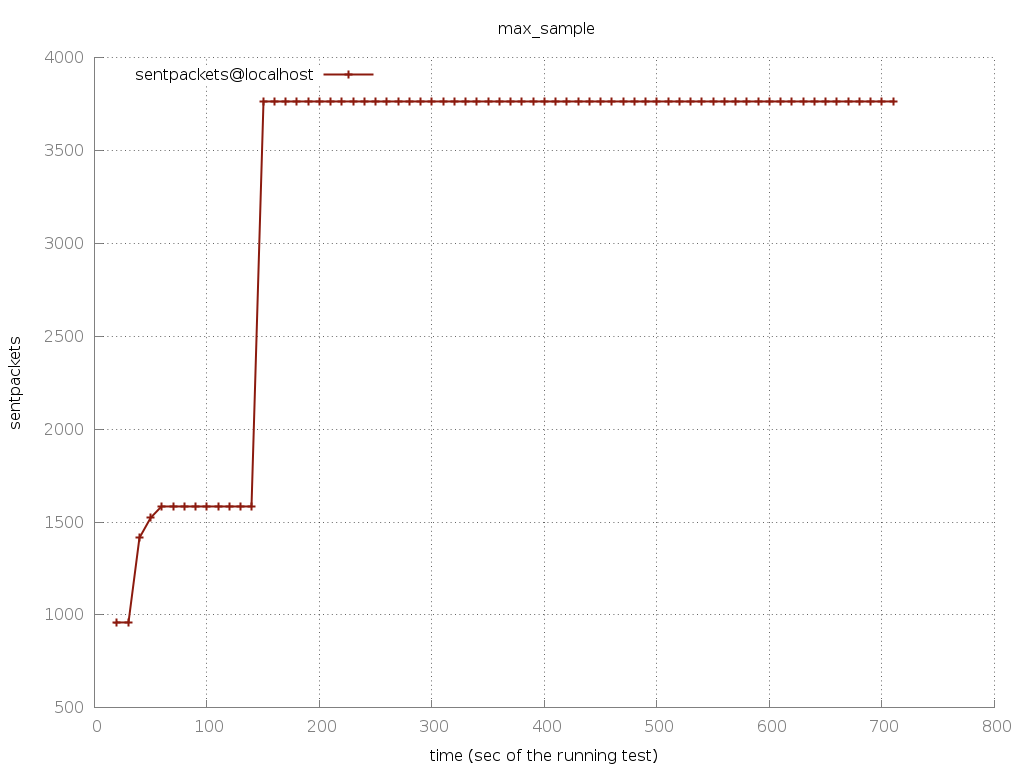 max_sample
sentpackets@localhost
4000
3500
3000
2500
2000
1500
1000
500
sentpackets
0 100 200 300 400 500 600 700 800
time (sec of the running test)